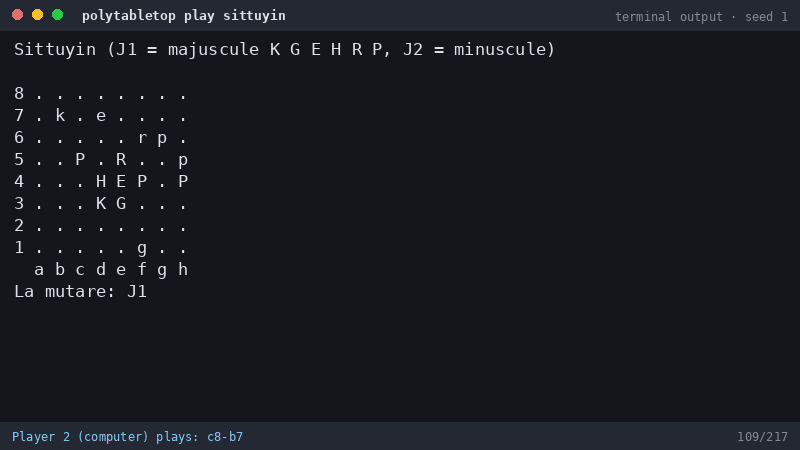 polytabletop play sittuyin
terminal output · seed 1
Sittuyin (J1 = majuscule K G E H R P, J2 = minuscule)
8 . . . . . . . .
7 . k . e . . . .
6 . . . . . r p .
5 . . P . R . . p
4 . . . H E P . P
3 . . . K G . . .
2 . . . . . . . .
1 . . . . . g . .
a b c d e f g h
La mutare: J1
Player 2 (computer) plays: c8-b7
109/217